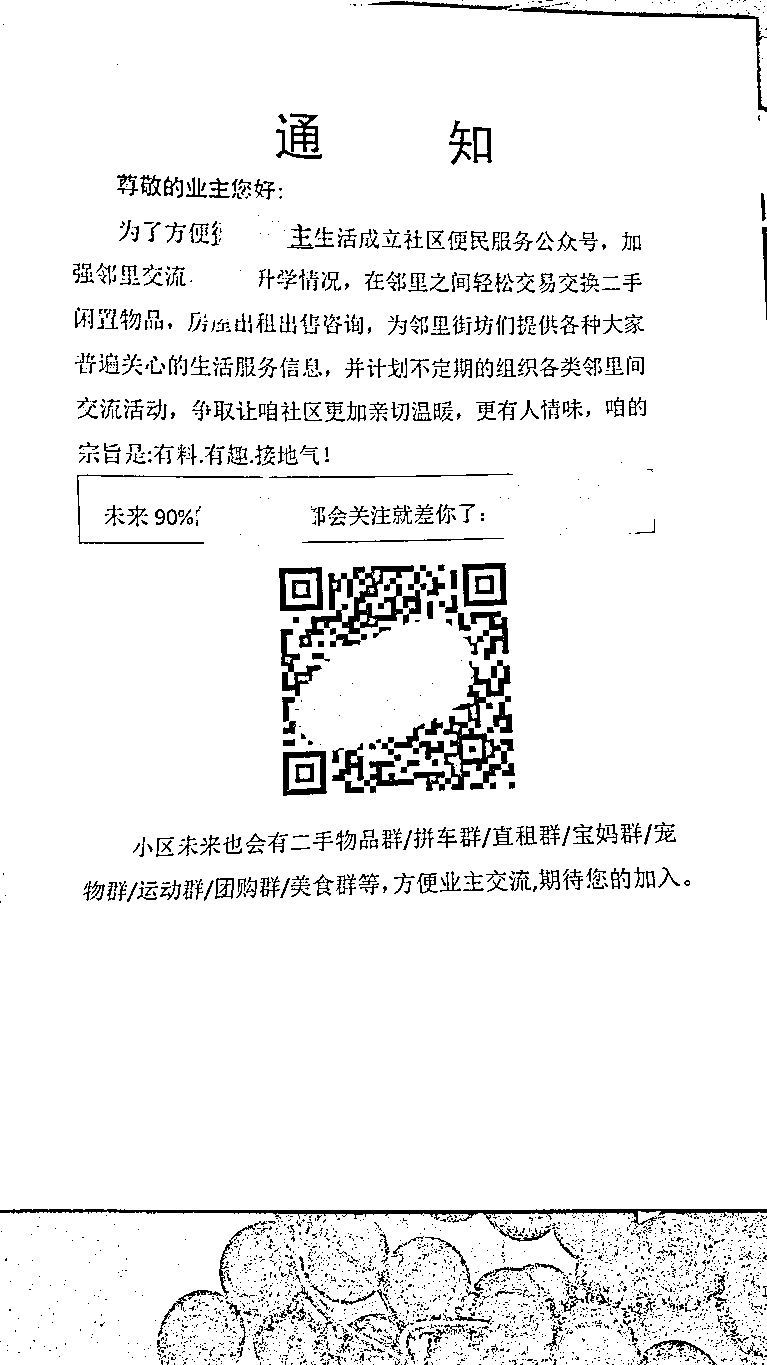 通 知
尊敬的业主您好:
为了方便 主生活成立社区便民服务公众号，加
强邻里交流 升学情况，在邻里之间轻松交易交换二手
闲置物品，房屋出租出售咨询，为邻里街坊们提供各种大家
普遍关心的生活服务信息，并计划不定期的组织各类邻里间
交流活动，争取让咱社区更加亲切温暖，更有人情味，咱的
宗旨是:有料.有趣.接地气!
未来 90% 都会关注就差你了:
小区未来也会有二手物品群/拼车群/直租群/宝妈群/宠
物群/运动群/团购群/美食群等,方便业主交流,期待您的加入。